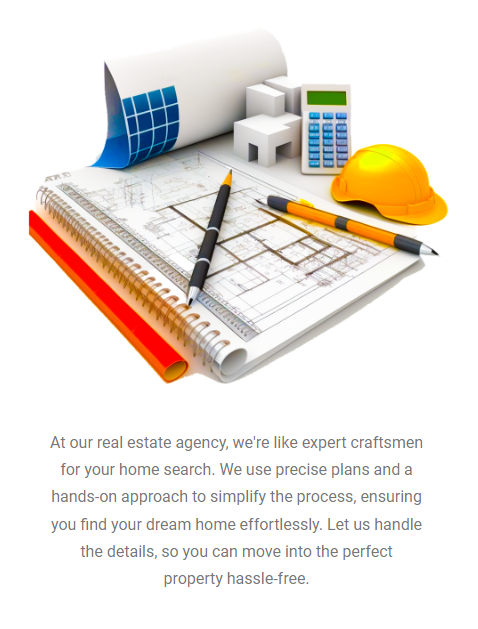 At our real estate agency, we're like expert craftsmen
for your home search. We use precise plans and a
hands-on approach to simplify the process, ensuring
you find your dream home effortlessly. Let us handle
the details, so you can move into the perfect
property hassle-free.